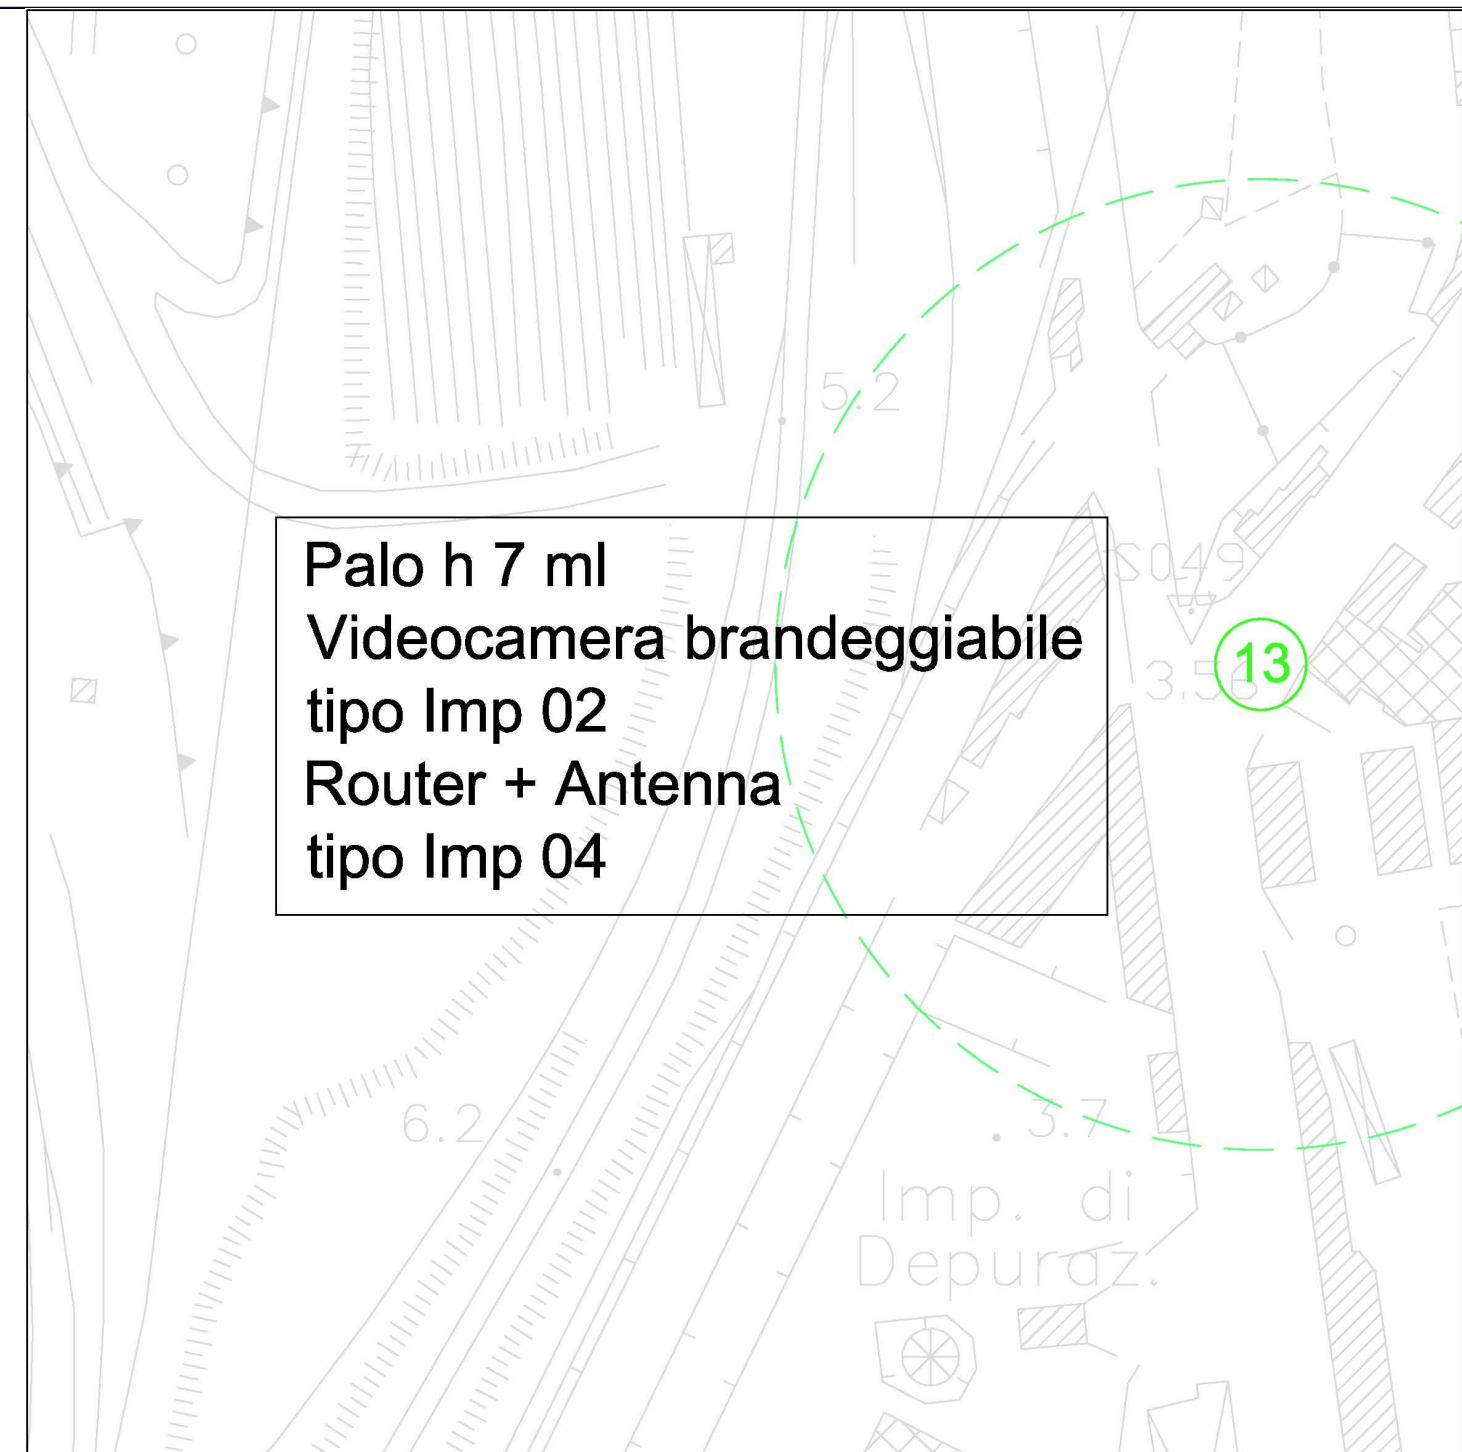 5.2
Palo h 7 ml
Videocamera brandeggiabile
tipo Imp 02
Router + Antenna
tipo Imp 04
S049
13
6.2
3.7
Imp. di
Depuraz.